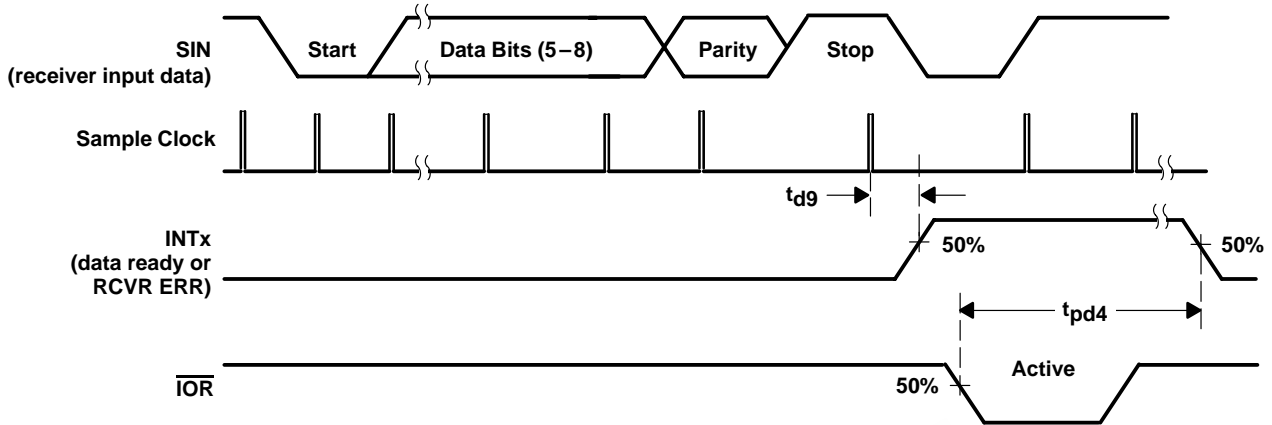 SIN
(receiver input data)
Start
Data Bits (5–8)
Parity
Stop
Sample Clock
td9
INTx
(data ready or
RCVR ERR)
50%
50%
tpd4
IOR
50%
Active